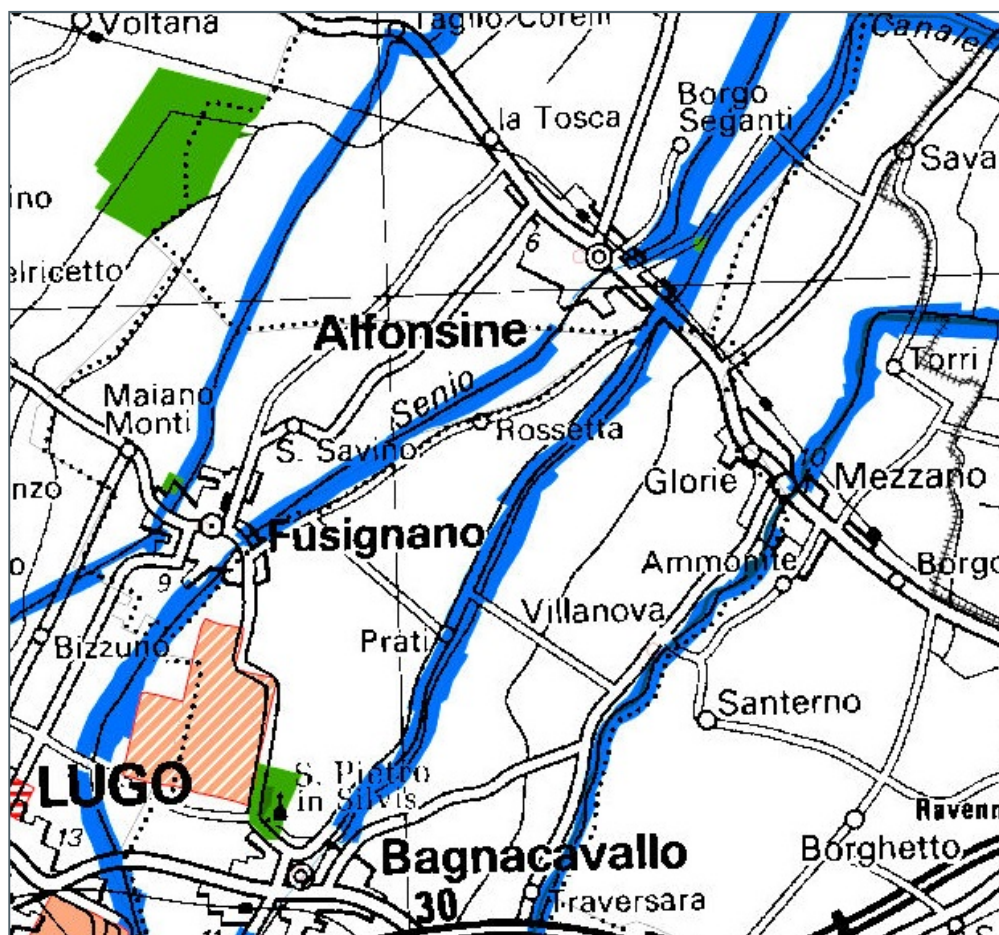 Voltana
Taglio Corelli
Canale
la Tosca
Borgo
Seganti
Sava
ino
6
elricetto
Alfonsine
Torri
Maiano
Monti
Senio
S. Savino
Rossetta
10
Glorie
Mezzano
nzo
Fusignano
Ammonite
Borgo
o
9
Villanova
Prati
Bizzuno
Santerno
S. Pietro
in Silvis
LUGO
Ravenn
13
Bagnacavallo
Borghetto
30
Traversara
S
11